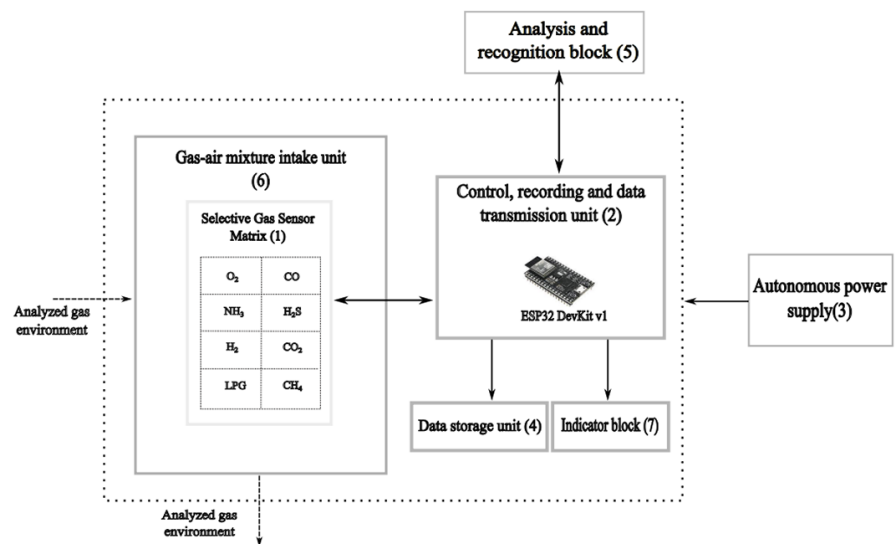 Analysis and
recognition block (5)
Gas-air mixture intake unit
(6)
Selective Gas Sensor
Matrix (1)
O₂ CO
NH₃ H₂S
H₂ CO₂
LPG CH₄
Control, recording and data
transmission unit (2)
ESP32 DevKit v1
Autonomous power
supply(3)
Analyzed gas
environment
Data storage unit (4)
Indicator block (7)
Analyzed gas
environment